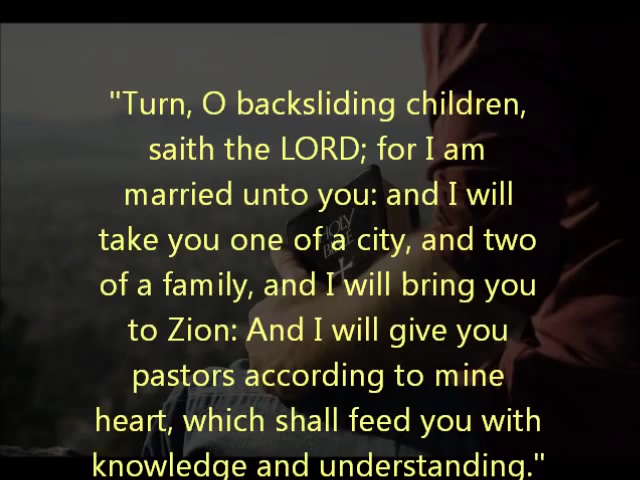 "Turn, O backsliding children,
saith the LORD; for I am
married unto you: and I will
take you one of a city, and two
of a family, and I will bring you
to Zion: And I will give you
pastors according to mine
heart, which shall feed you with
knowledge and understanding."
HOLY
BIBLE